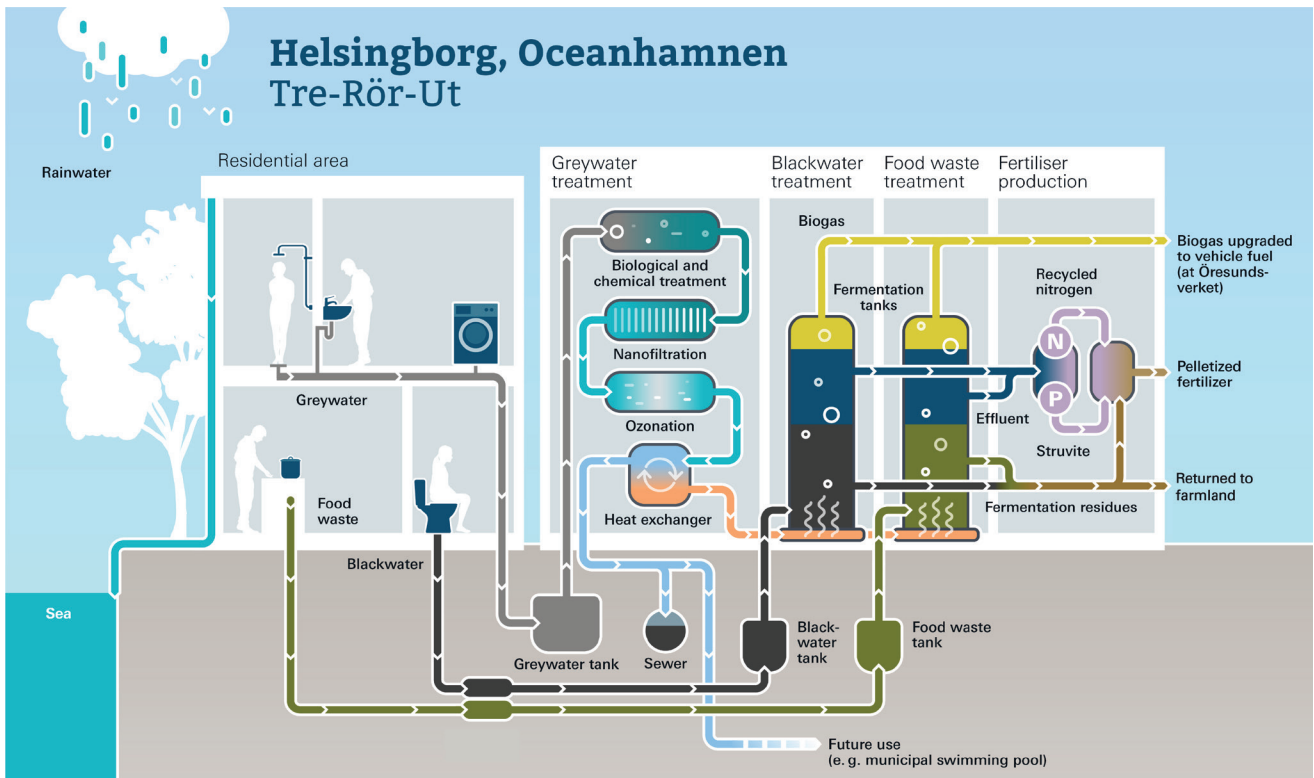 Helsingborg, Oceanhamnen
Tre-Rör-Ut
Rainwater
Residential area
Greywater
treatment
Blackwater
treatment
Food waste
treatment
Fertiliser
production
Biogas
Biogas upgraded
to vehicle fuel
(at Öresunds-
verket)
Biological and
chemical treatment
Fermentation
tanks
Recycled
nitrogen
N
Nanofiltration
Pelletized
fertilizer
Greywater
P
Ozonation
Effluent
Struvite
Food
waste
Heat exchanger
Fermentation residues
Returned to
farmland
Blackwater
Sea
Greywater tank
Sewer
Black-
water
tank
Food waste
tank
Future use
(e. g. municipal swimming pool)